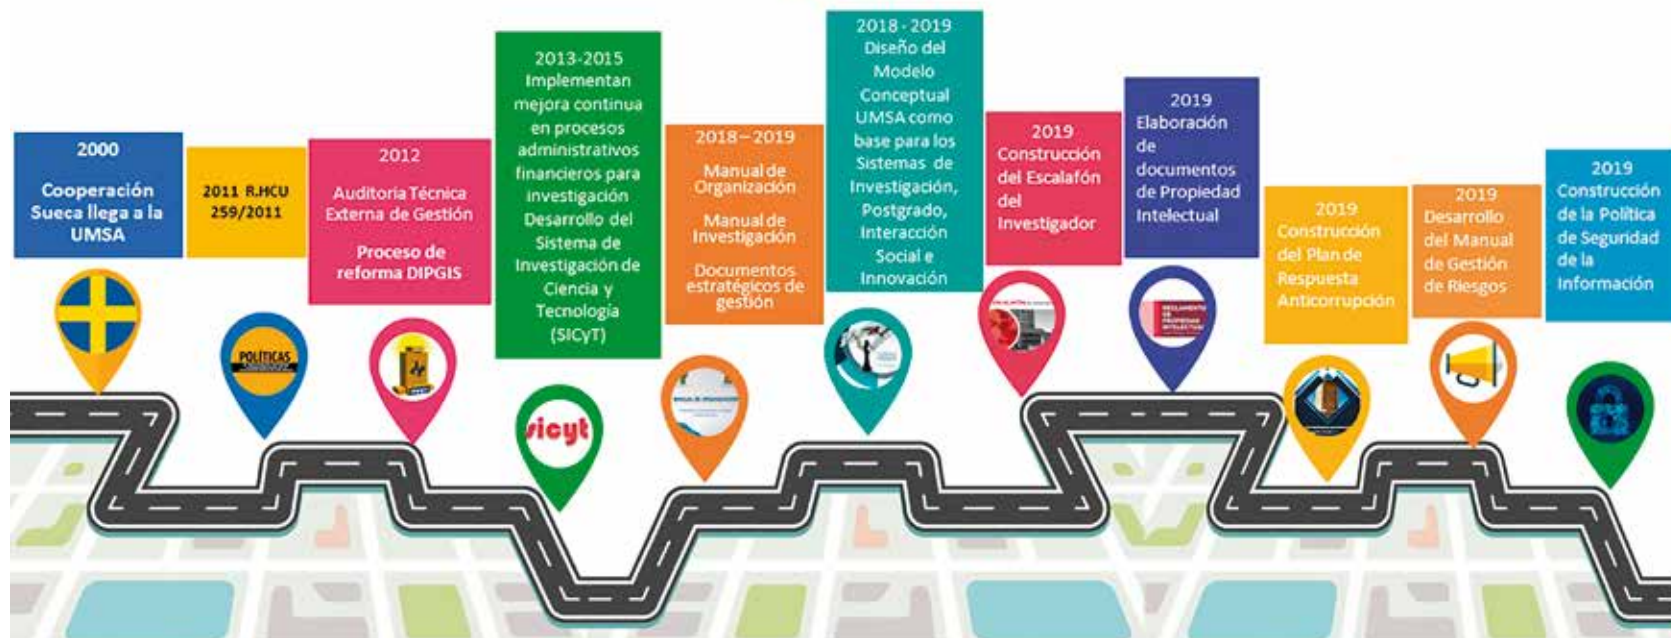 2000
Cooperación
Sueca llega a la
UMSA
2011 R.HCU
259/2011
2012
Auditoria Técnica
Externa de Gestión
Proceso de
reforma DIPGIS
2013-2015
Implementan
mejora continua
en procesos
administrativos
financieros para
investigación
Desarrollo del
Sistema de
Investigación de
Ciencia y
Tecnología
(SICyT)
2018–2019
Manual de
Organización
Manual de
Investigación
Documentos
estratégicos de
gestión
2018-2019
Diseño del
Modelo
Conceptual
UMSA como
base para los
Sistemas de
Investigación,
Postgrado,
Interacción
Social e
Innovación
2019
Construcción
del Escalafón
del
Investigador
2019
Elaboración
de
documentos
de Propiedad
Intelectual
2019
Construcción
del Plan de
Respuesta
Anticorrupción
2019
Desarrollo
del Manual
de Gestión
de Riesgos
2019
Construcción
de la Política
de Seguridad
de la
Información
POLÍTICAS
sicyt
REGLAMENTO
DE
PROPIEDAD
INTELECTUAL